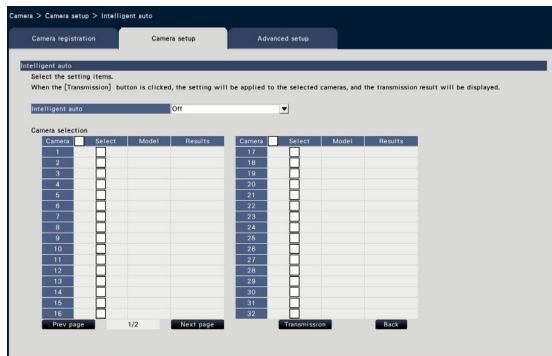 Camera > Camera setup > Intelligent auto
Camera registration Camera setup Advanced setup
Intelligent auto
Select the setting items.
When the [Transmission] button is clicked, the setting will be applied to the selected cameras, and the transmission result will be displayed.
Intelligent auto Off
Camera selection
Camera Select Model Results Camera Select Model Results
1 17
2 18
3 19
4 20
5 21
6 22
7 23
8 24
9 25
10 26
11 27
12 28
13 29
14 30
15 31
16 32
Prev page 1/2 Next page Transmission Back